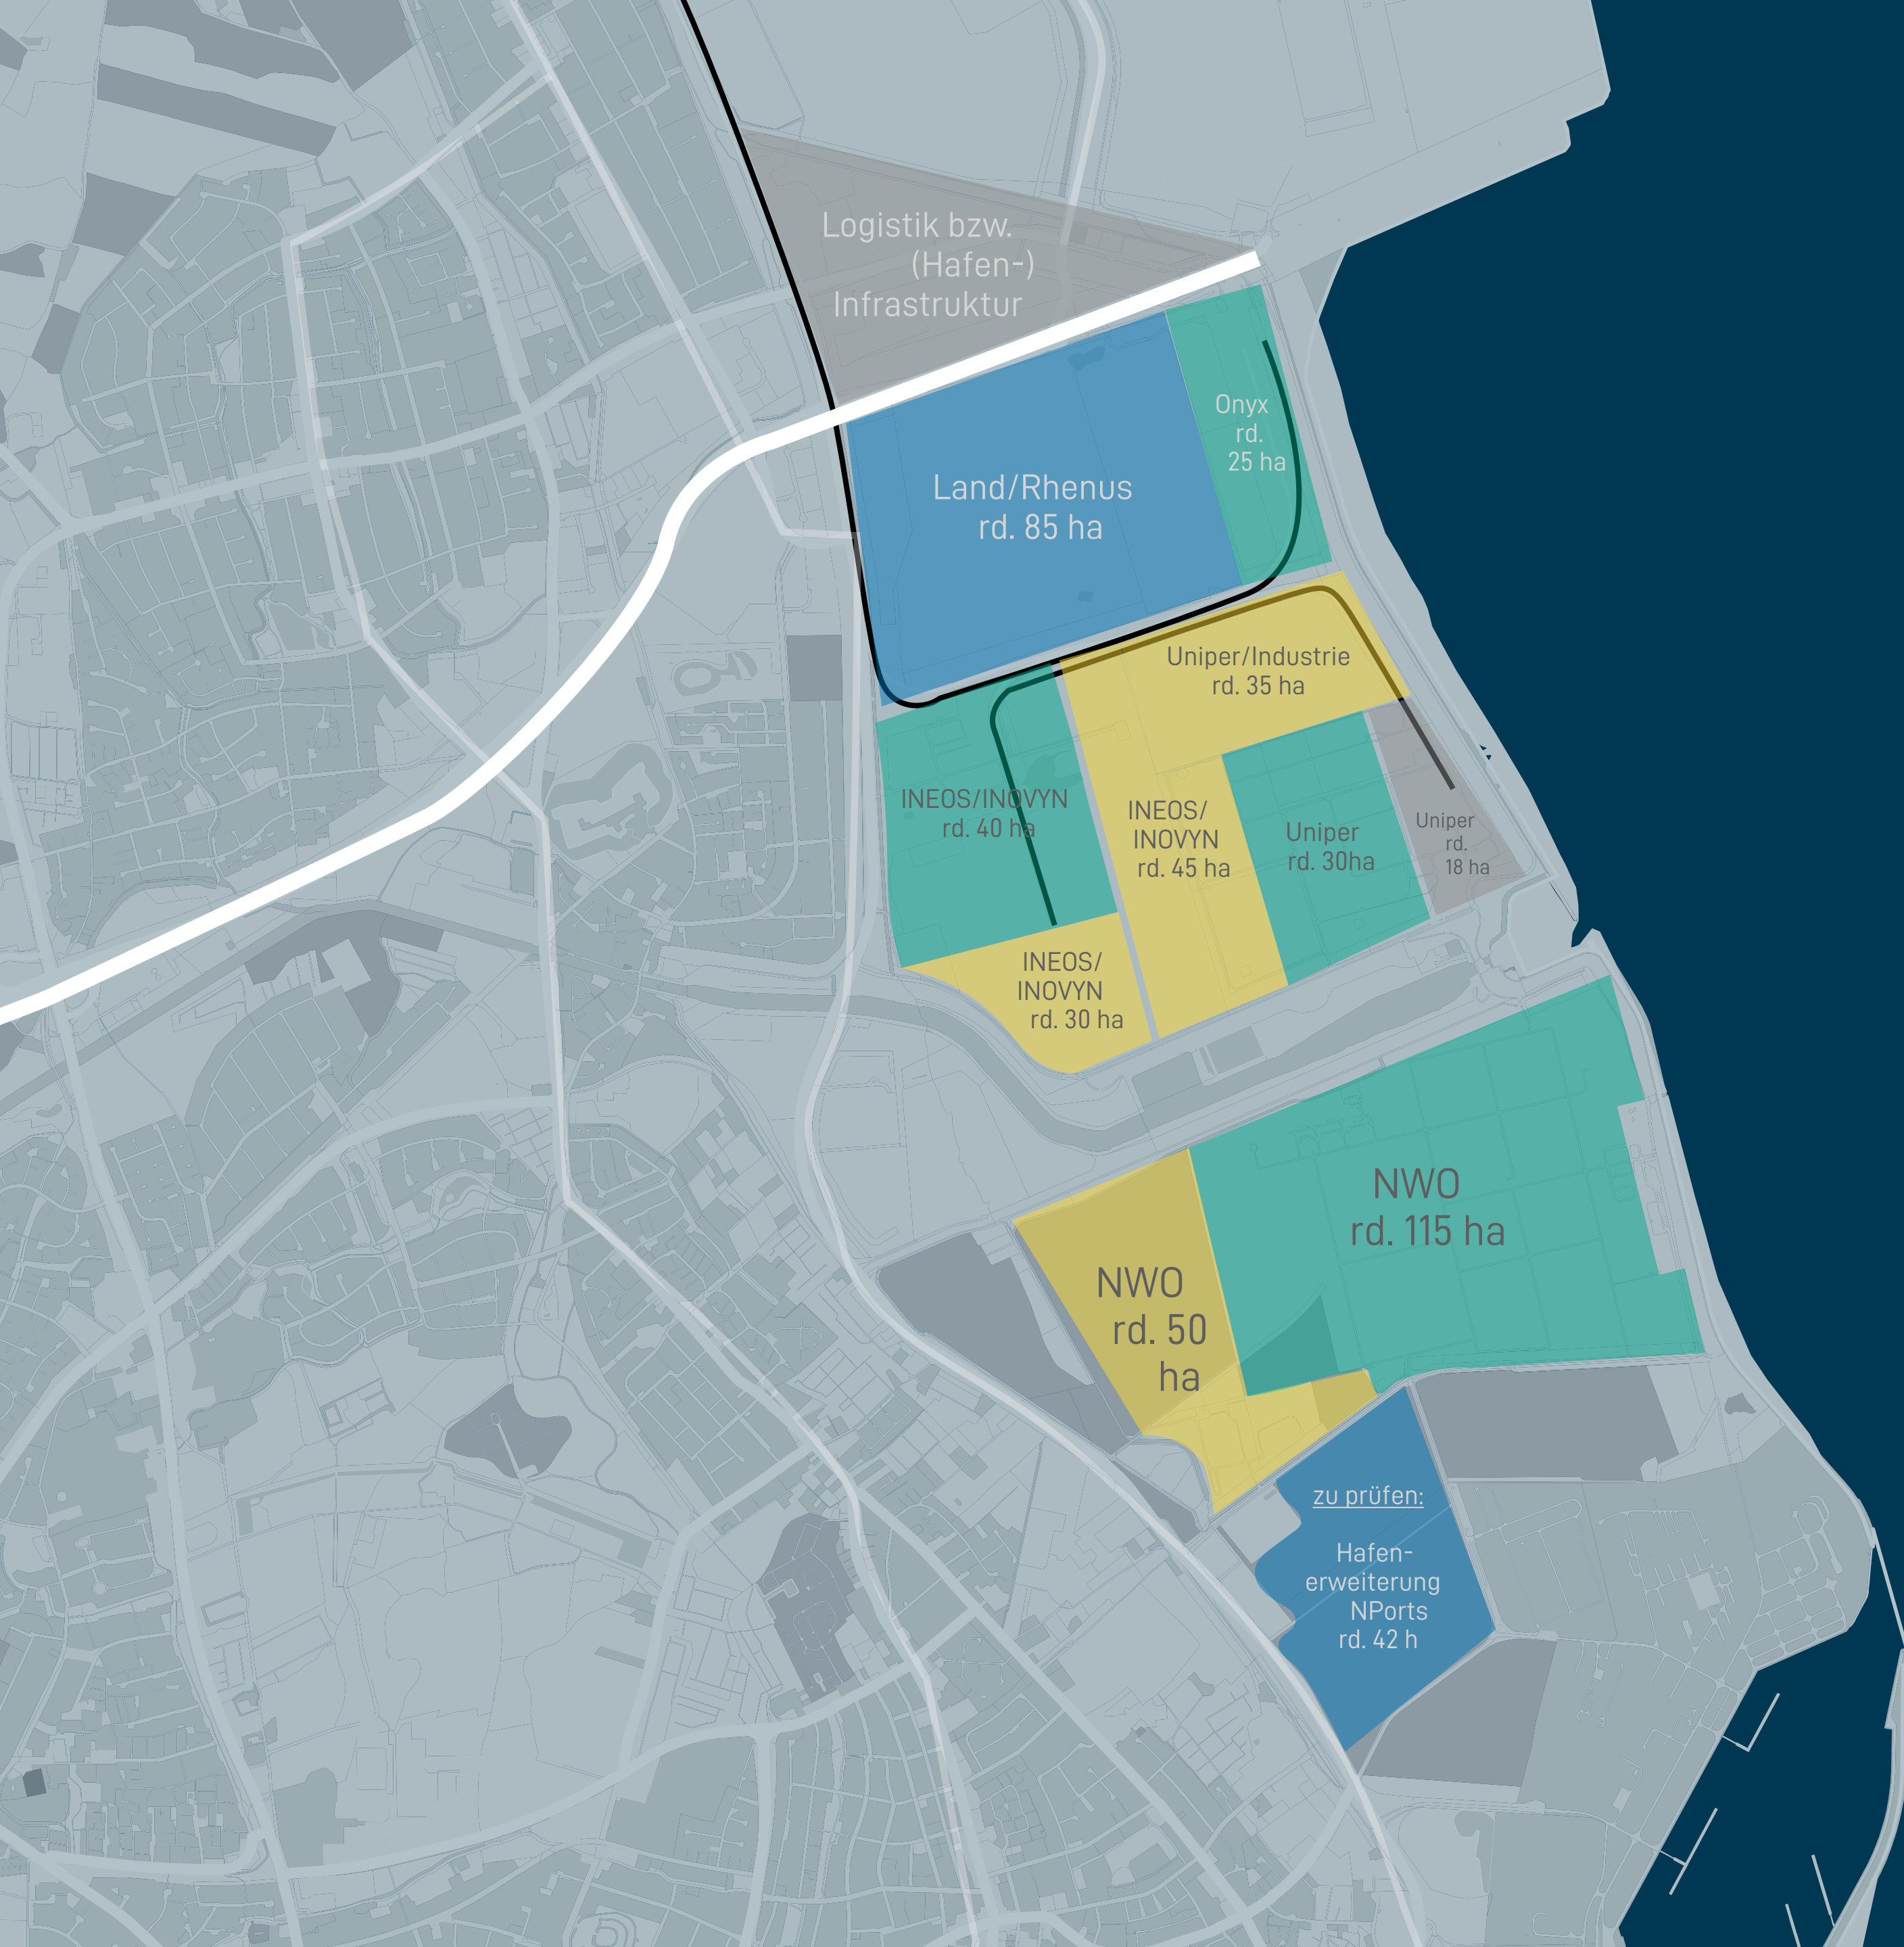 Logistik bzw.
(Hafen-)
Infrastruktur
Onyx
rd.
25 ha
Land/Rhenus
rd. 85 ha
Uniper/Industrie
rd. 35 ha
INEOS/INOVYN
rd. 40 ha
INEOS/
INOVYN
rd. 45 ha
Uniper
rd. 30ha
Uniper
rd.
18 ha
INEOS/
INOVYN
rd. 30 ha
NWO
rd. 115 ha
NWO
rd. 50
ha
zu prüfen:
Hafen-
erweiterung
NPorts
rd. 42 h